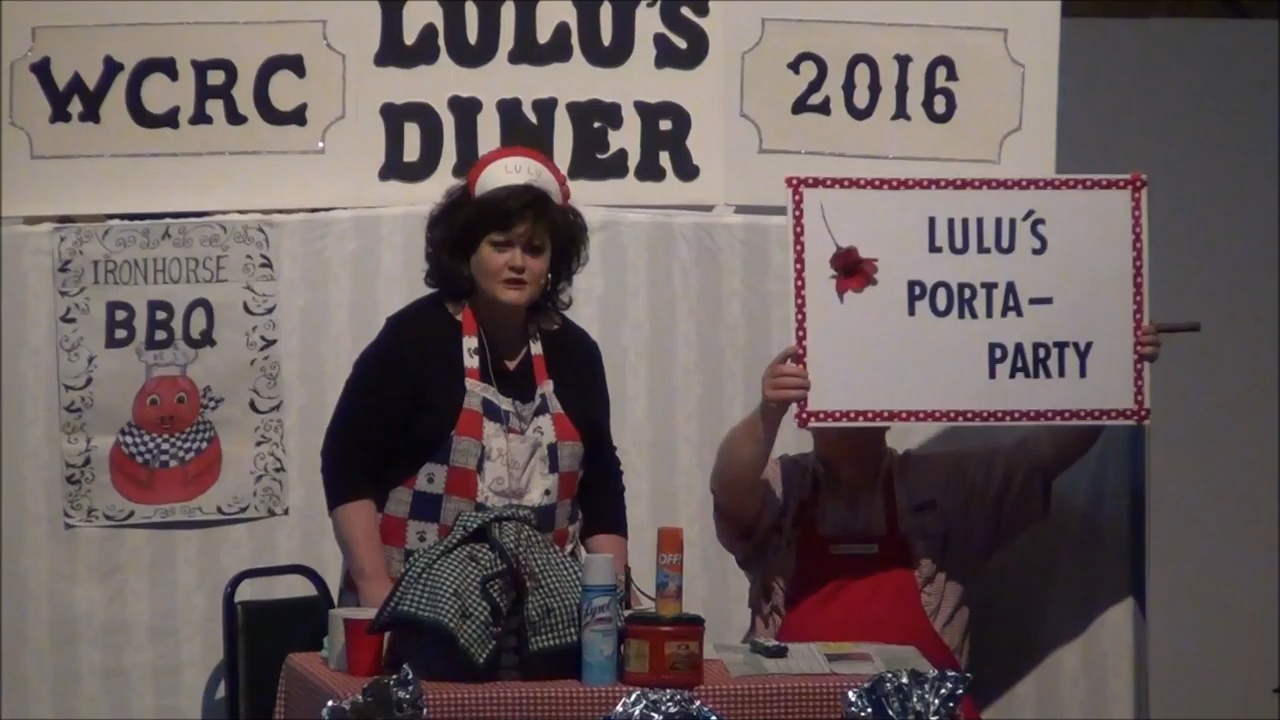 WCRC
LULU'S
DINER
2016
LULU
IRONHORSE
BBQ
LULU'S
PORTA-
PARTY
OFF!
Lysol